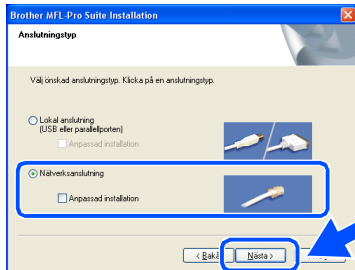 Brother MFL-Pro Suite Installation
Anslutningstyp
Välj önskad anslutningstyp. Klicka på en anslutningstyp.
Lokal anslutning
(USB eller parallellporten)
Anpassad installation
Nätverksanslutning
Anpassad installation
Nästa >